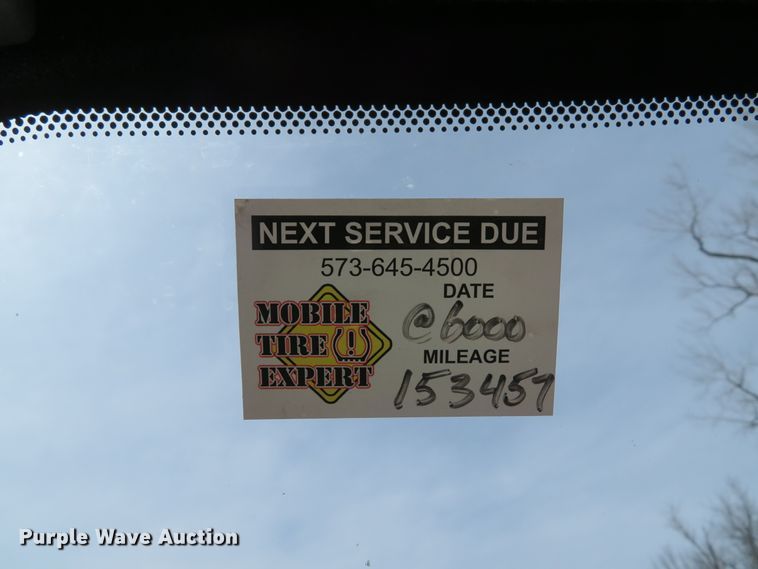 NEXT SERVICE DUE
573-645-4500
DATE
@6000
MOBILE
TIRE
EXPERT
MILEAGE
153457
Purple Wave Auction